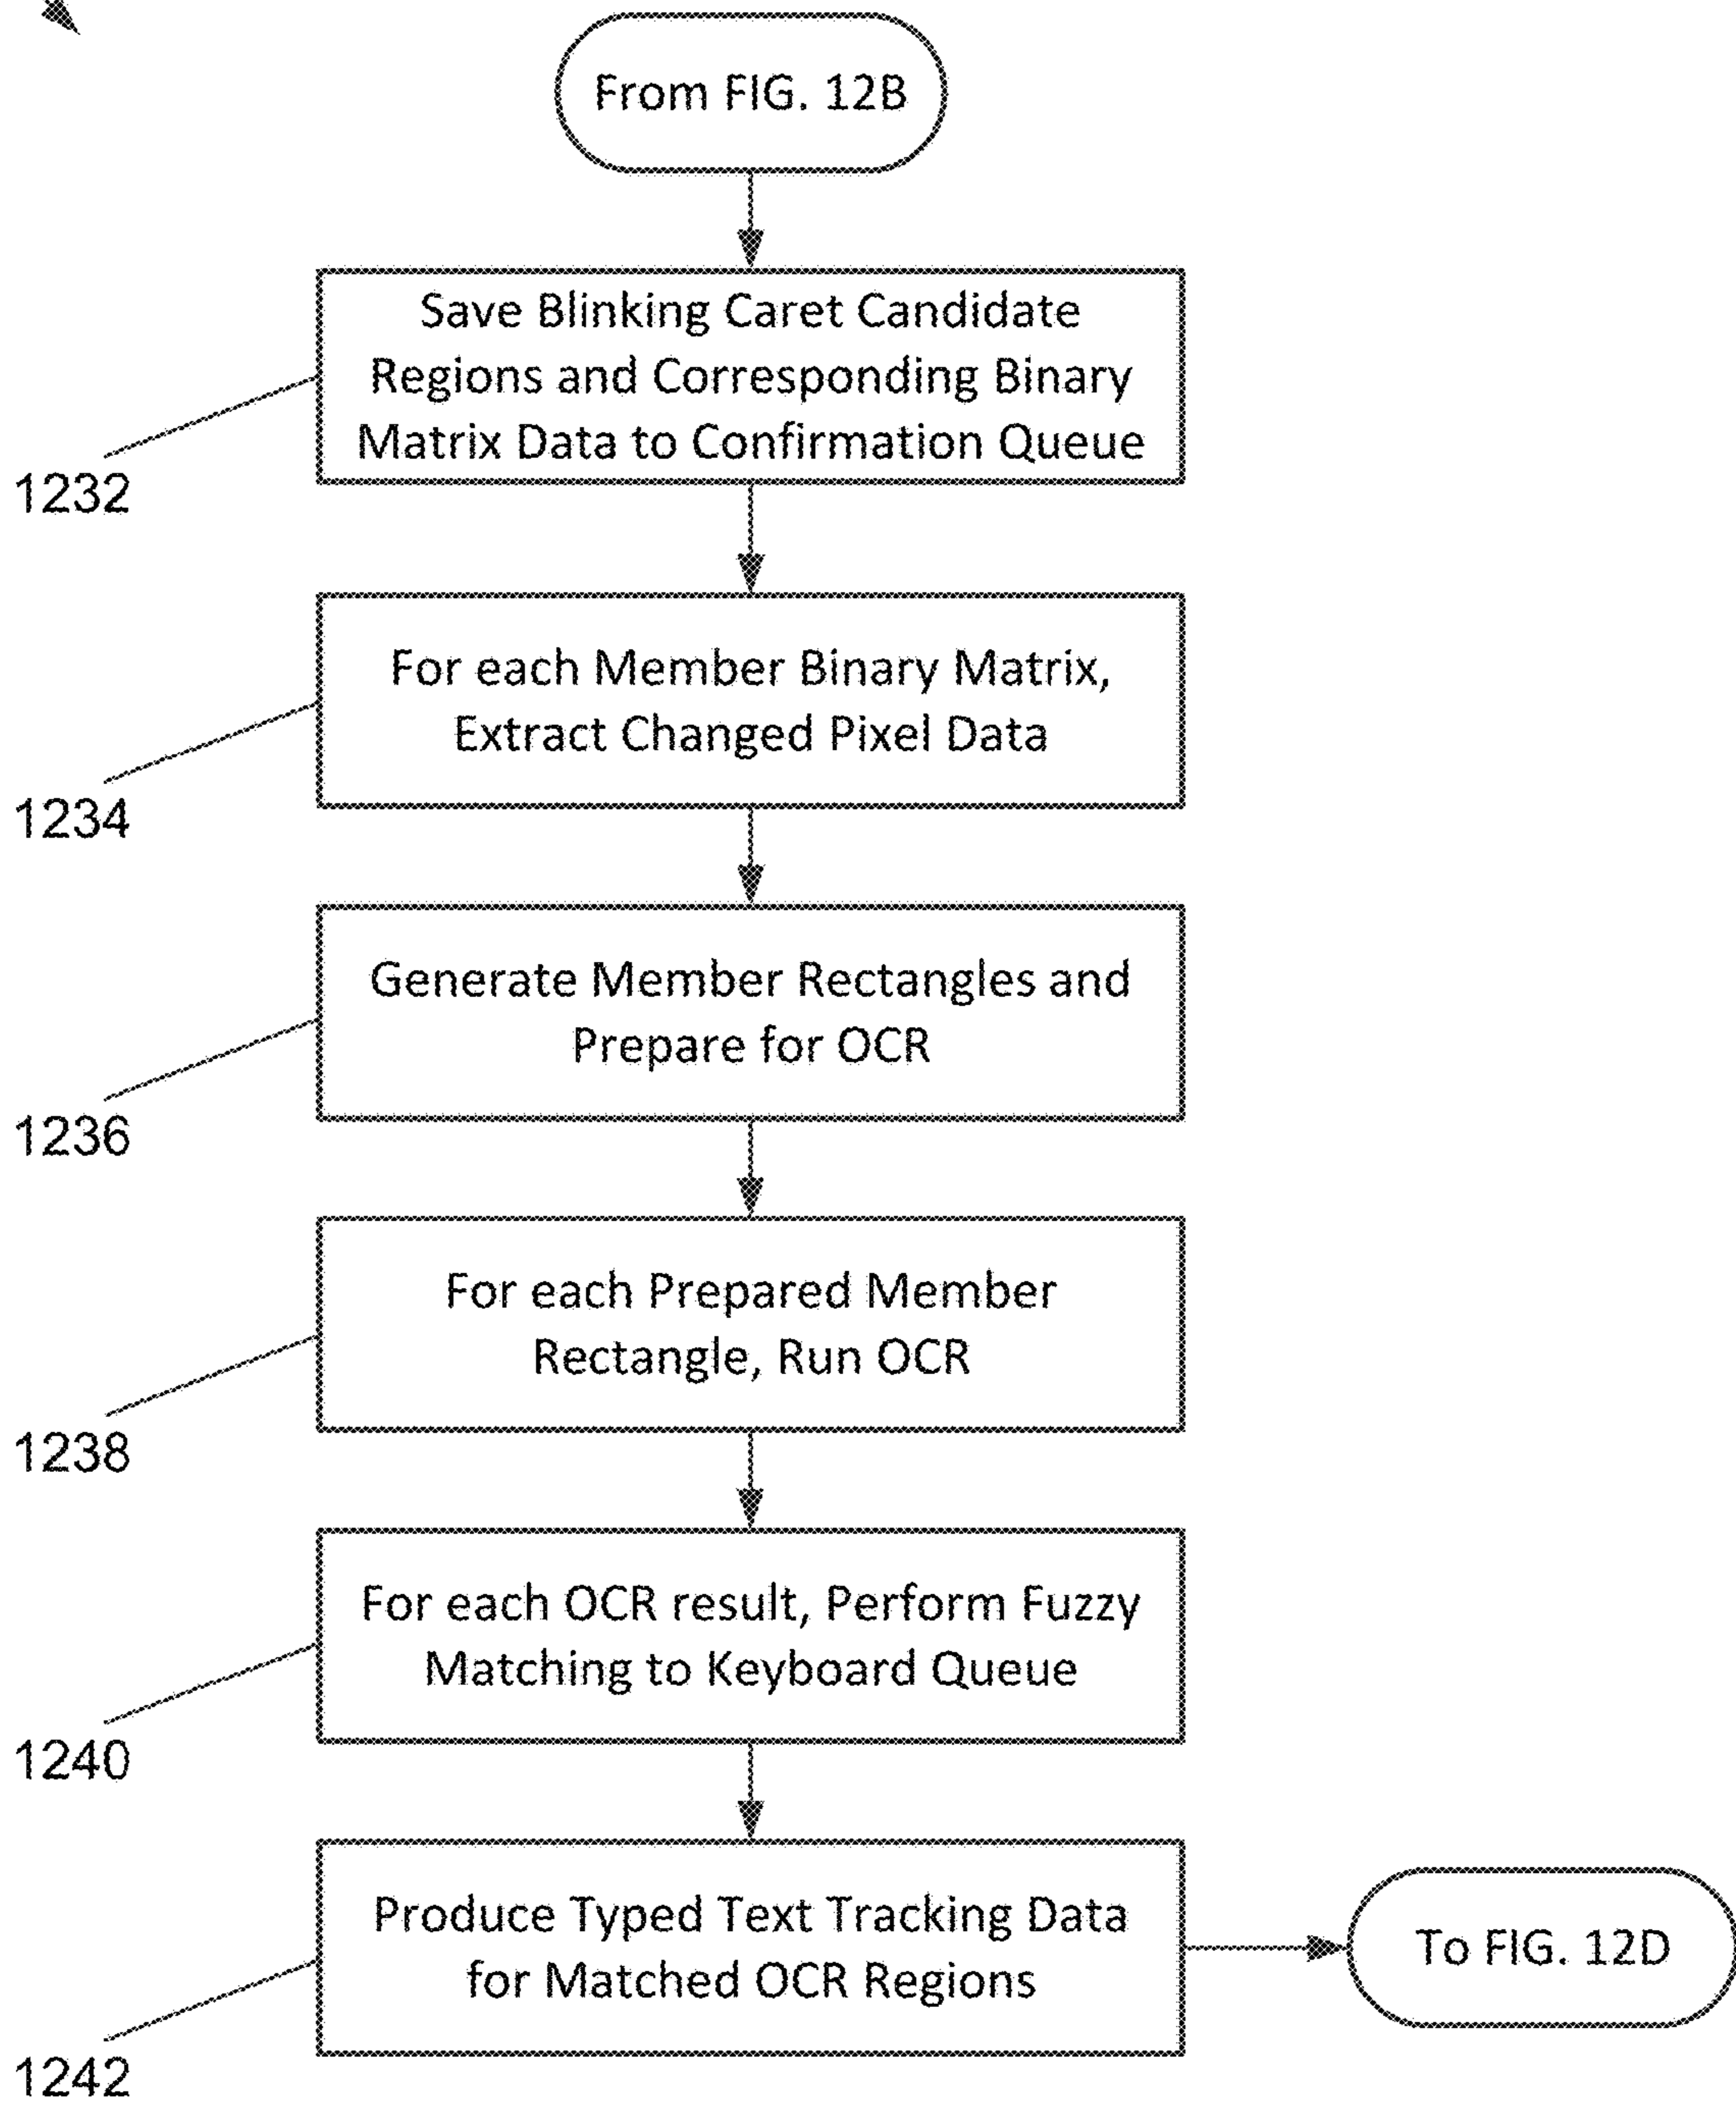 From FIG. 12B
Save Blinking Caret Candidate
Regions and Corresponding Binary
Matrix Data to Confirmation Queue
1232
For each Member Binary Matrix,
Extract Changed Pixel Data
1234
Generate Member Rectangles and
Prepare for OCR
1236
For each Prepared Member
Rectangle, Run OCR
1238
For each OCR result, Perform Fuzzy
Matching to Keyboard Queue
1240
Produce Typed Text Tracking Data
for Matched OCR Regions
To FIG. 12D
1242